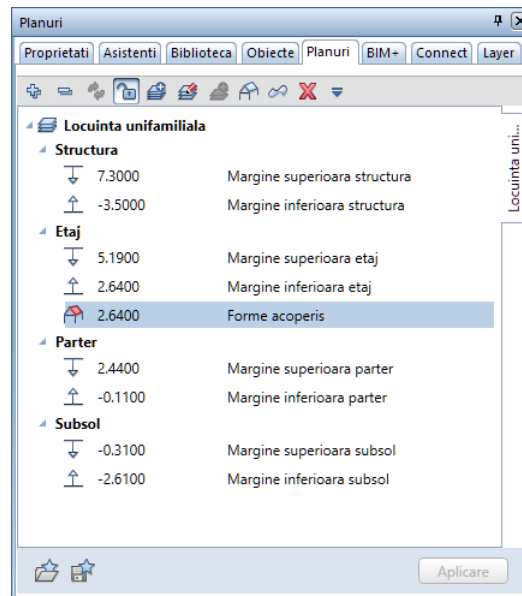 Planuri
Proprietati Asistenti Biblioteca Obiecte Planuri BIM+ Connect Layer
Locuinta unifamiliala
Locuinta uni...
Structura
7.3000 Margine superioara structura
-3.5000 Margine inferioara structura
Etaj
5.1900 Margine superioara etaj
2.6400 Margine inferioara etaj
2.6400 Forme acoperis
Parter
2.4400 Margine superioara parter
-0.1100 Margine inferioara parter
Subsol
-0.3100 Margine superioara subsol
-2.6100 Margine inferioara subsol
Aplicare